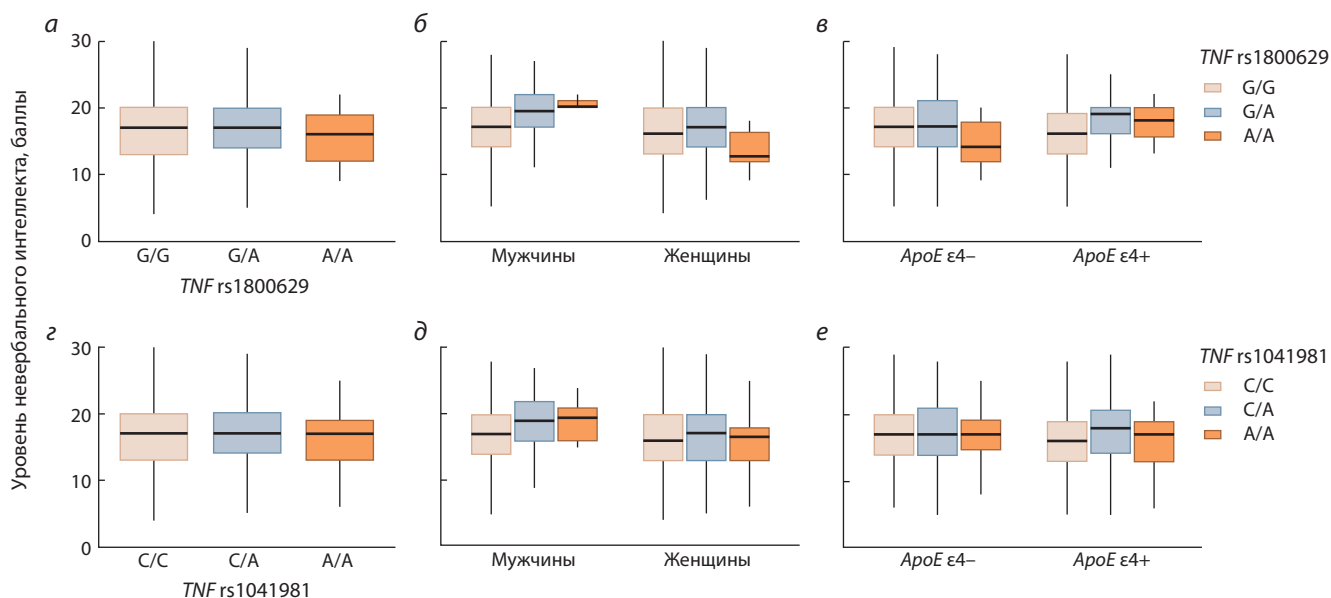 Уровень невербального интеллекта, баллы
а
30
20
10
0
G/G G/A A/A
TNF rs1800629
б
Мужчины Женщины
в
ApoE ε4– ApoE ε4+
TNF rs1800629
G/G
G/A
A/A
г
30
20
10
0
C/C C/A A/A
TNF rs1041981
д
Мужчины Женщины
е
ApoE ε4– ApoE ε4+
TNF rs1041981
C/C
C/A
A/A